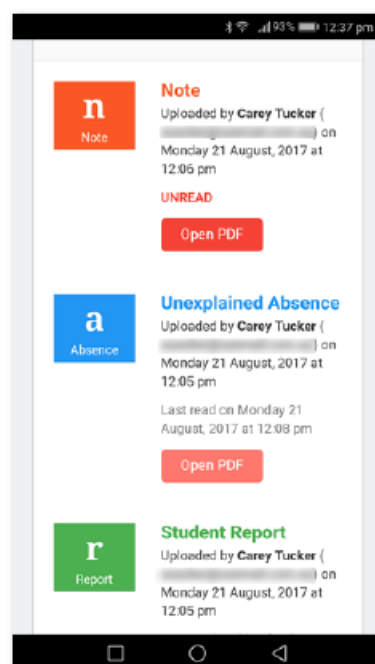 93% 12:37 pm
n
Note
Note
Uploaded by Carey Tucker (
) on
Monday 21 August, 2017 at
12:06 pm
UNREAD
Open PDF
a
Absence
Unexplained Absence
Uploaded by Carey Tucker (
) on
Monday 21 August, 2017 at
12:05 pm
Last read on Monday 21
August, 2017 at 12:08 pm
Open PDF
r
Report
Student Report
Uploaded by Carey Tucker (
) on
Monday 21 August, 2017 at
12:05 pm